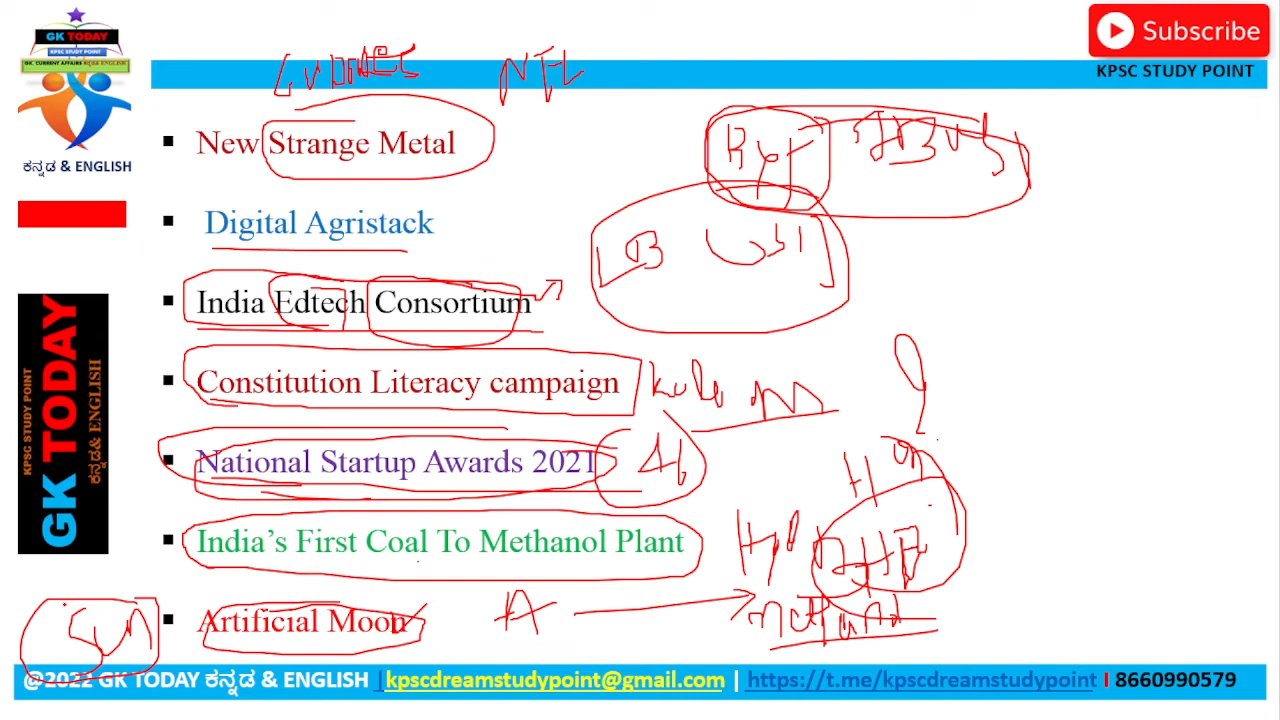 GK TODAY
KPSC STUDY POINT
GK CURRENT AFFAIRS ಕನ್ನಡ & ENGLISH
ಕನ್ನಡ & ENGLISH
Subscribe
KPSC STUDY POINT
New Strange Metal
Digital Agristack
India Edtech Consortium
Constitution Literacy campaign
National Startup Awards 2021
46
India's First Coal To Methanol Plant
Artificial Moon
A
Sun
KPSC STUDY POINT
GK TODAY
ಕನ್ನಡ& ENGLISH
@2022 GK TODAY ಕನ್ನಡ & ENGLISH |kpscdreamstudypoint@gmail.com | https://t.me/kpscdreamstudypoint I 8660990579